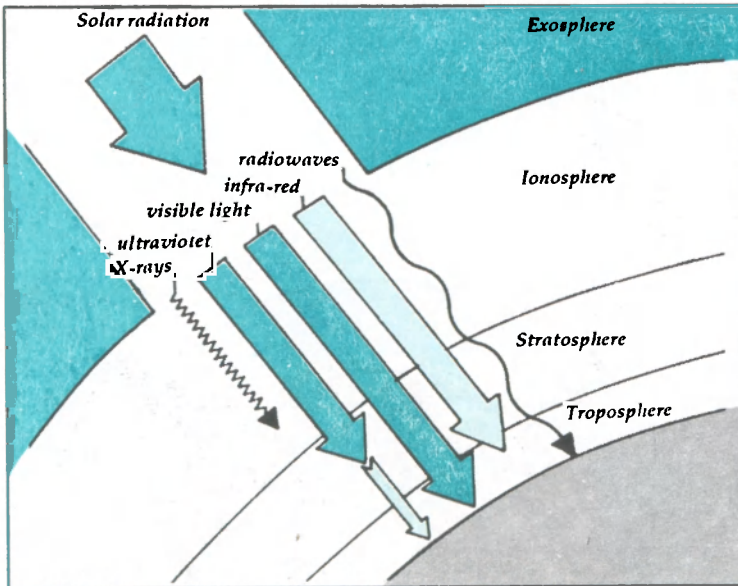 Solar radiation
Exosphere
radiowaves
infra-red
Ionosphere
visible light
ultraviolet
X-rays
Stratosphere
Troposphere